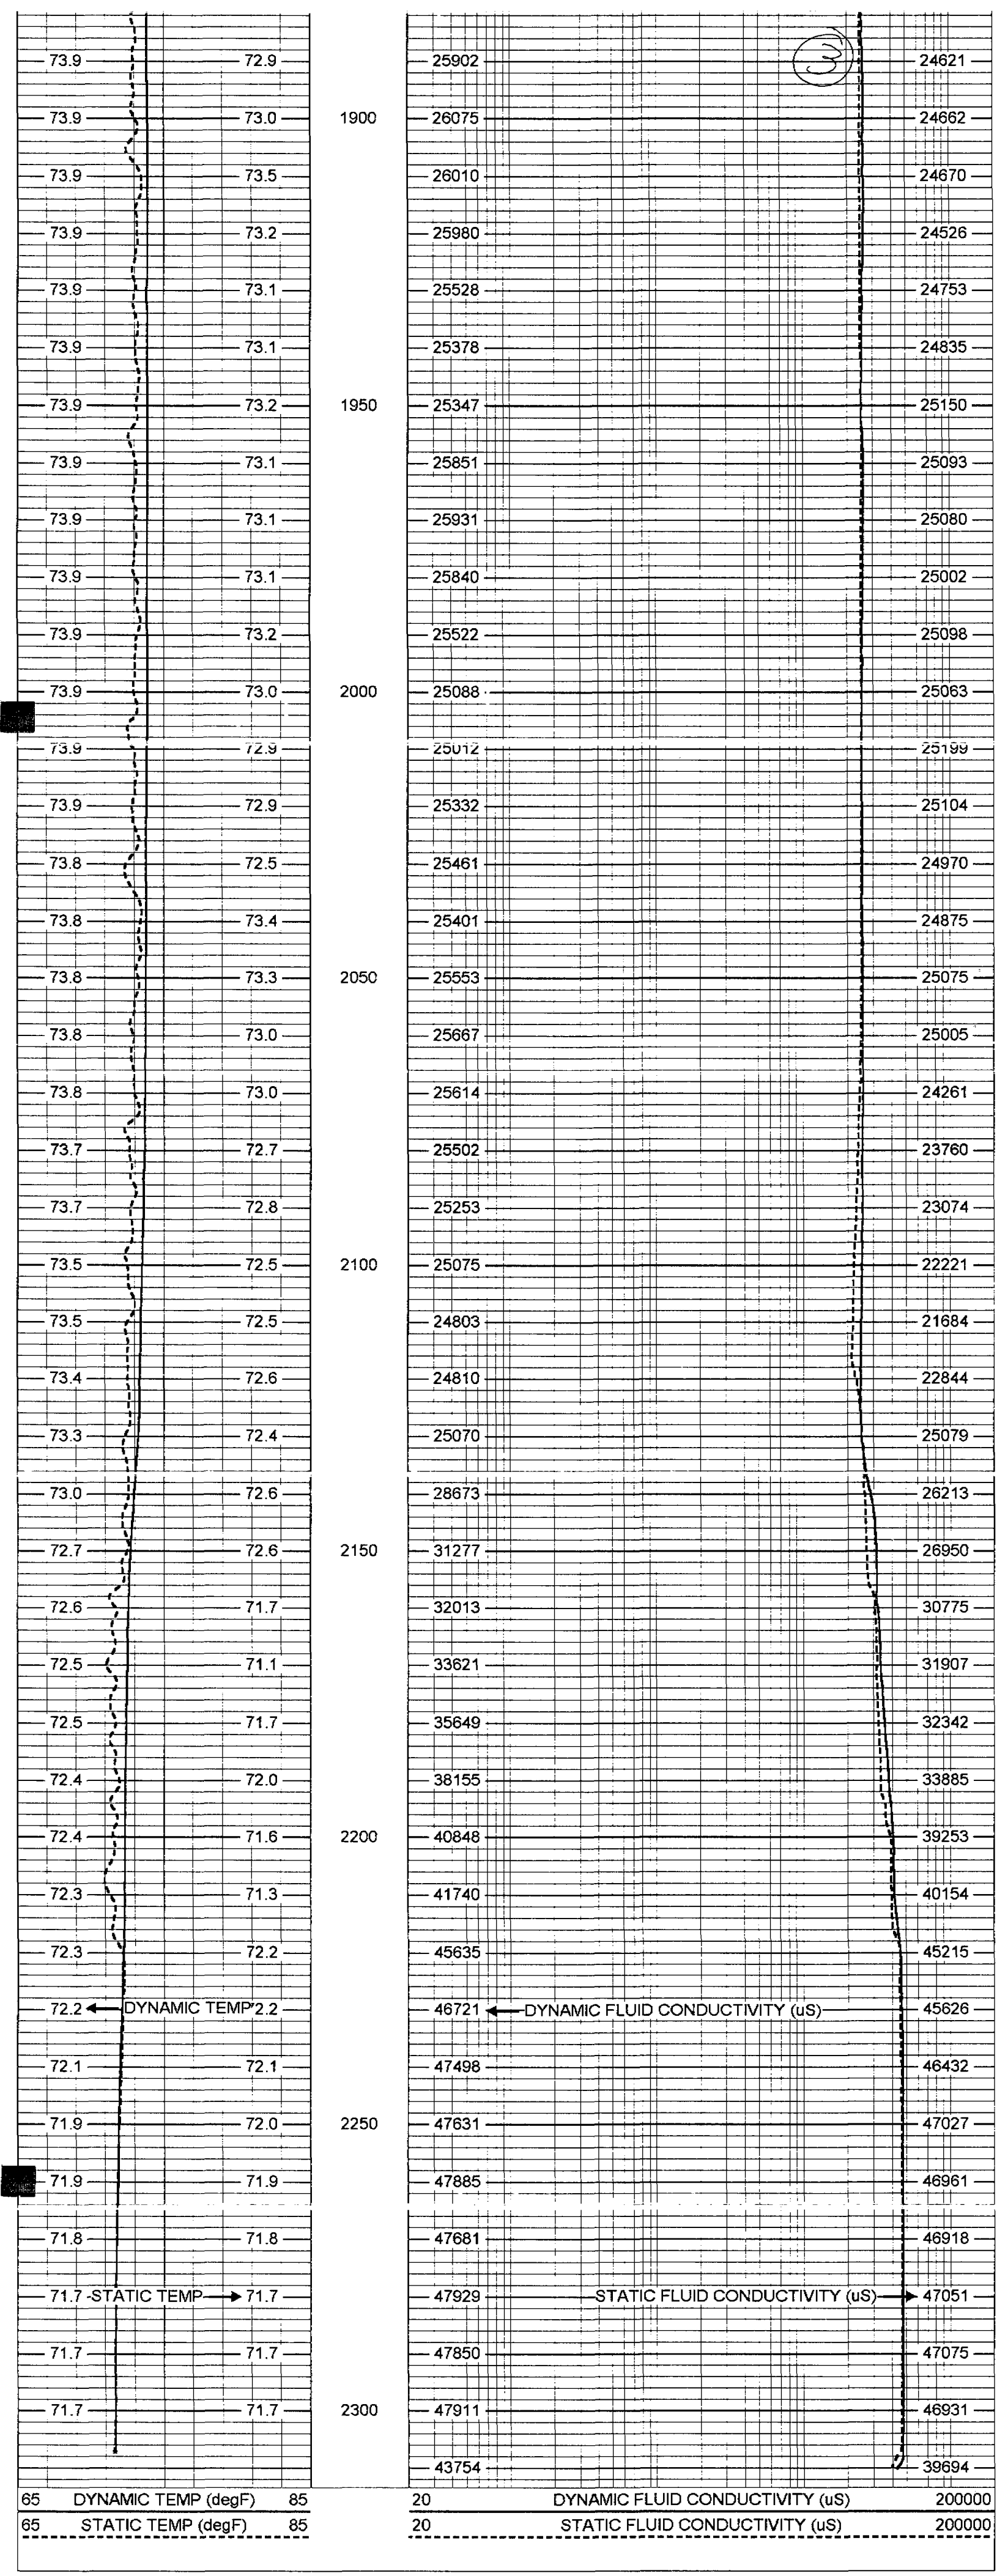 73.9 72.9 25902 3 24621
73.9 73.0 1900 26075 24662
73.9 73.5 26010 24670
73.9 73.2 25980 24526
73.9 73.1 25528 24753
73.9 73.1 25378 24835
73.9 73.2 1950 25347 25150
73.9 73.1 25851 25093
73.9 73.1 25931 25080
73.9 73.1 25840 25002
73.9 73.2 25522 25098
73.9 73.0 2000 25088 25063
73.9 72.9 25012 25199
73.9 72.9 25332 25104
73.8 72.5 25461 24970
73.8 73.4 25401 24875
73.8 73.3 2050 25553 25075
73.8 73.0 25667 25005
73.8 73.0 25614 24261
73.7 72.7 25502 23760
73.7 72.8 25253 23074
73.5 72.5 2100 25075 22221
73.5 72.5 24803 21684
73.4 72.6 24810 22844
73.3 72.4 25070 25079
73.0 72.6 28673 26213
72.7 72.6 2150 31277 26950
72.6 71.7 32013 30775
72.5 71.1 33621 31907
72.5 71.7 35649 32342
72.4 72.0 38155 33885
72.4 71.6 2200 40848 39253
72.3 71.3 41740 40154
72.3 72.2 45635 45215
72.2 DYNAMIC TEMP 72.2 46721 DYNAMIC FLUID CONDUCTIVITY (uS) 45626
72.1 72.1 47498 46432
71.9 72.0 2250 47631 47027
71.9 71.9 47885 46961
71.8 71.8 47681 46918
71.7 STATIC TEMP 71.7 47929 STATIC FLUID CONDUCTIVITY (uS) 47051
71.7 71.7 47850 47075
71.7 71.7 2300 47911 46931
43754 39694
65 DYNAMIC TEMP (degF) 85 20 DYNAMIC FLUID CONDUCTIVITY (uS) 200000
65 STATIC TEMP (degF) 85 20 STATIC FLUID CONDUCTIVITY (uS) 200000